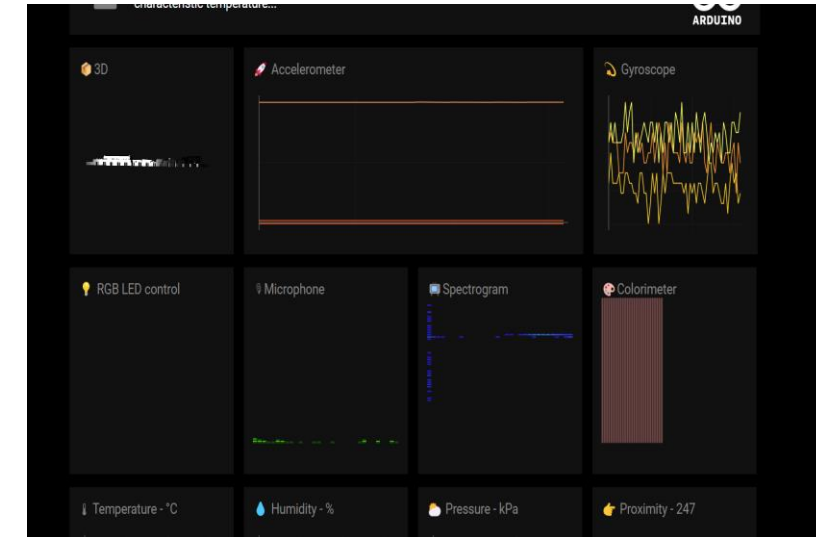 characteristic temperature...
ARDUINO
3D
Accelerometer
Gyroscope
RGB LED control
Microphone
Spectrogram
Colorimeter
Temperature - °C
Humidity - %
Pressure - kPa
Proximity - 247